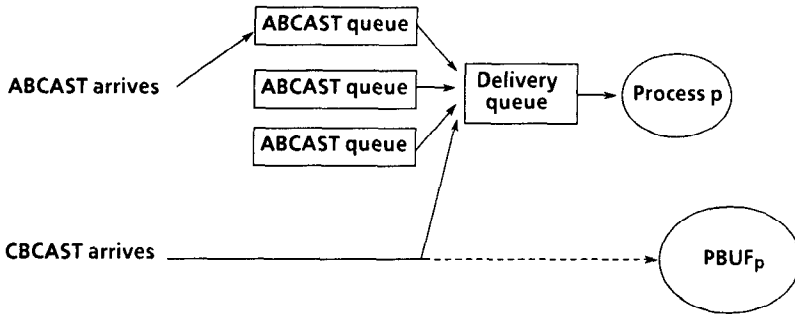 ABCAST queue
ABCAST arrives
ABCAST queue
Delivery
queue
Process p
ABCAST queue
CBCAST arrives
PBUFp